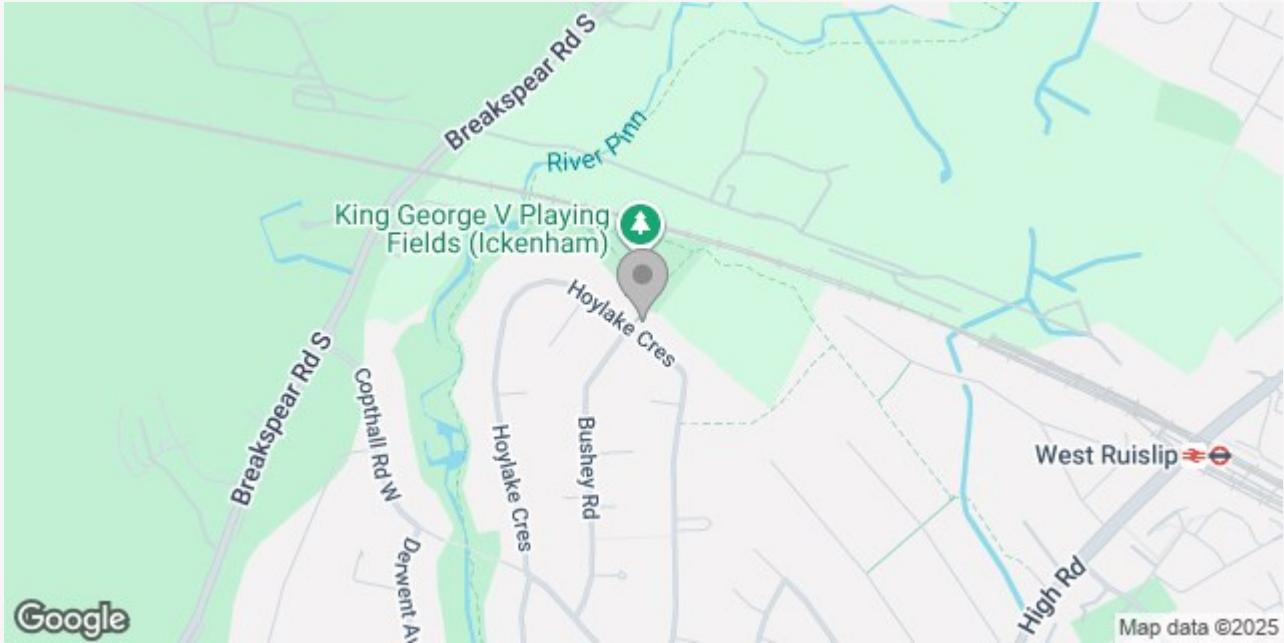 Breakspear Rd S
River Pinn
King George V Playing
Fields (Ickenham)
Hoylake Cres
Breakspear Rd S
Copthall Rd W
Hoylake Cres
Bushey Rd
West Ruislip
Derwent Av
High Rd
Google
Map data ©2025